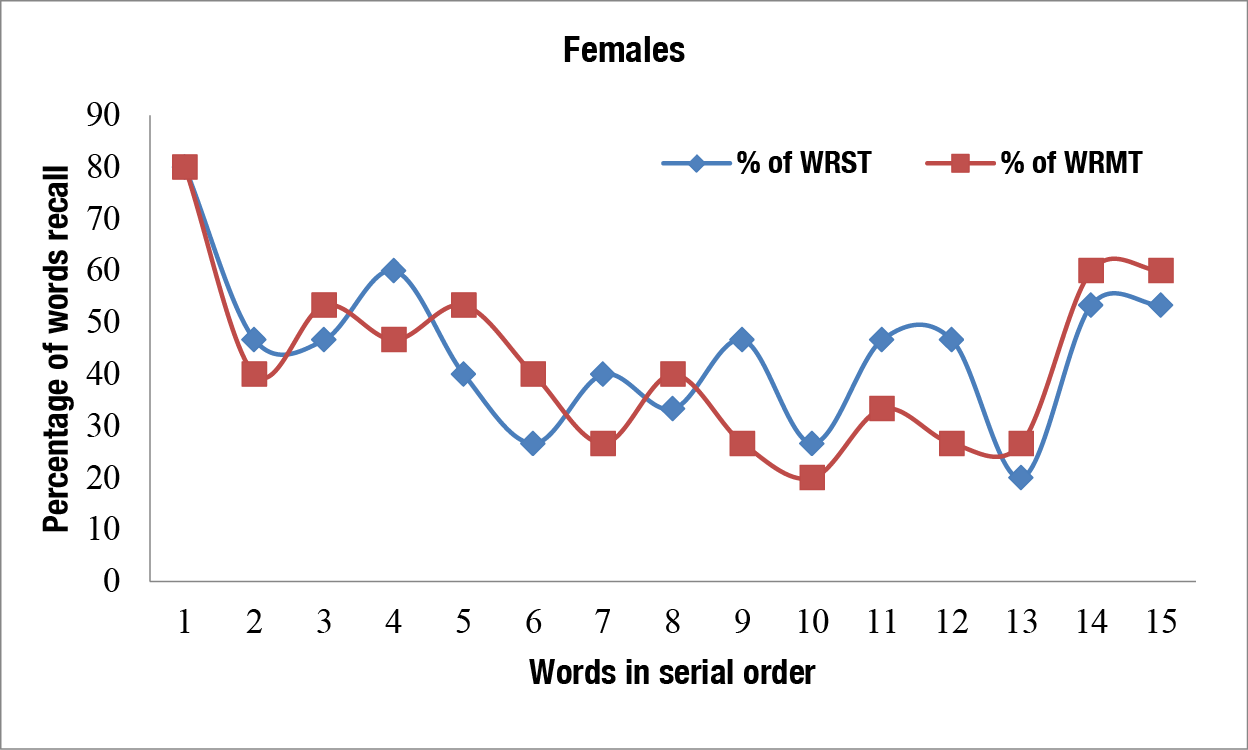 Females
% of WRST
% of WRMT
Percentage of words recall
90
80
70
60
50
40
30
20
10
0
1 2 3 4 5 6 7 8 9 10 11 12 13 14 15
Words in serial order